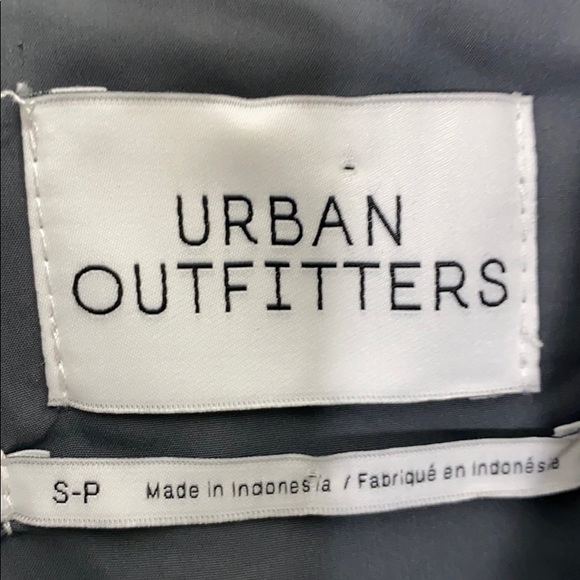 URBAN
OUTFITTERS
S-P Made in Indonesia / Fabriqué en Indonésie